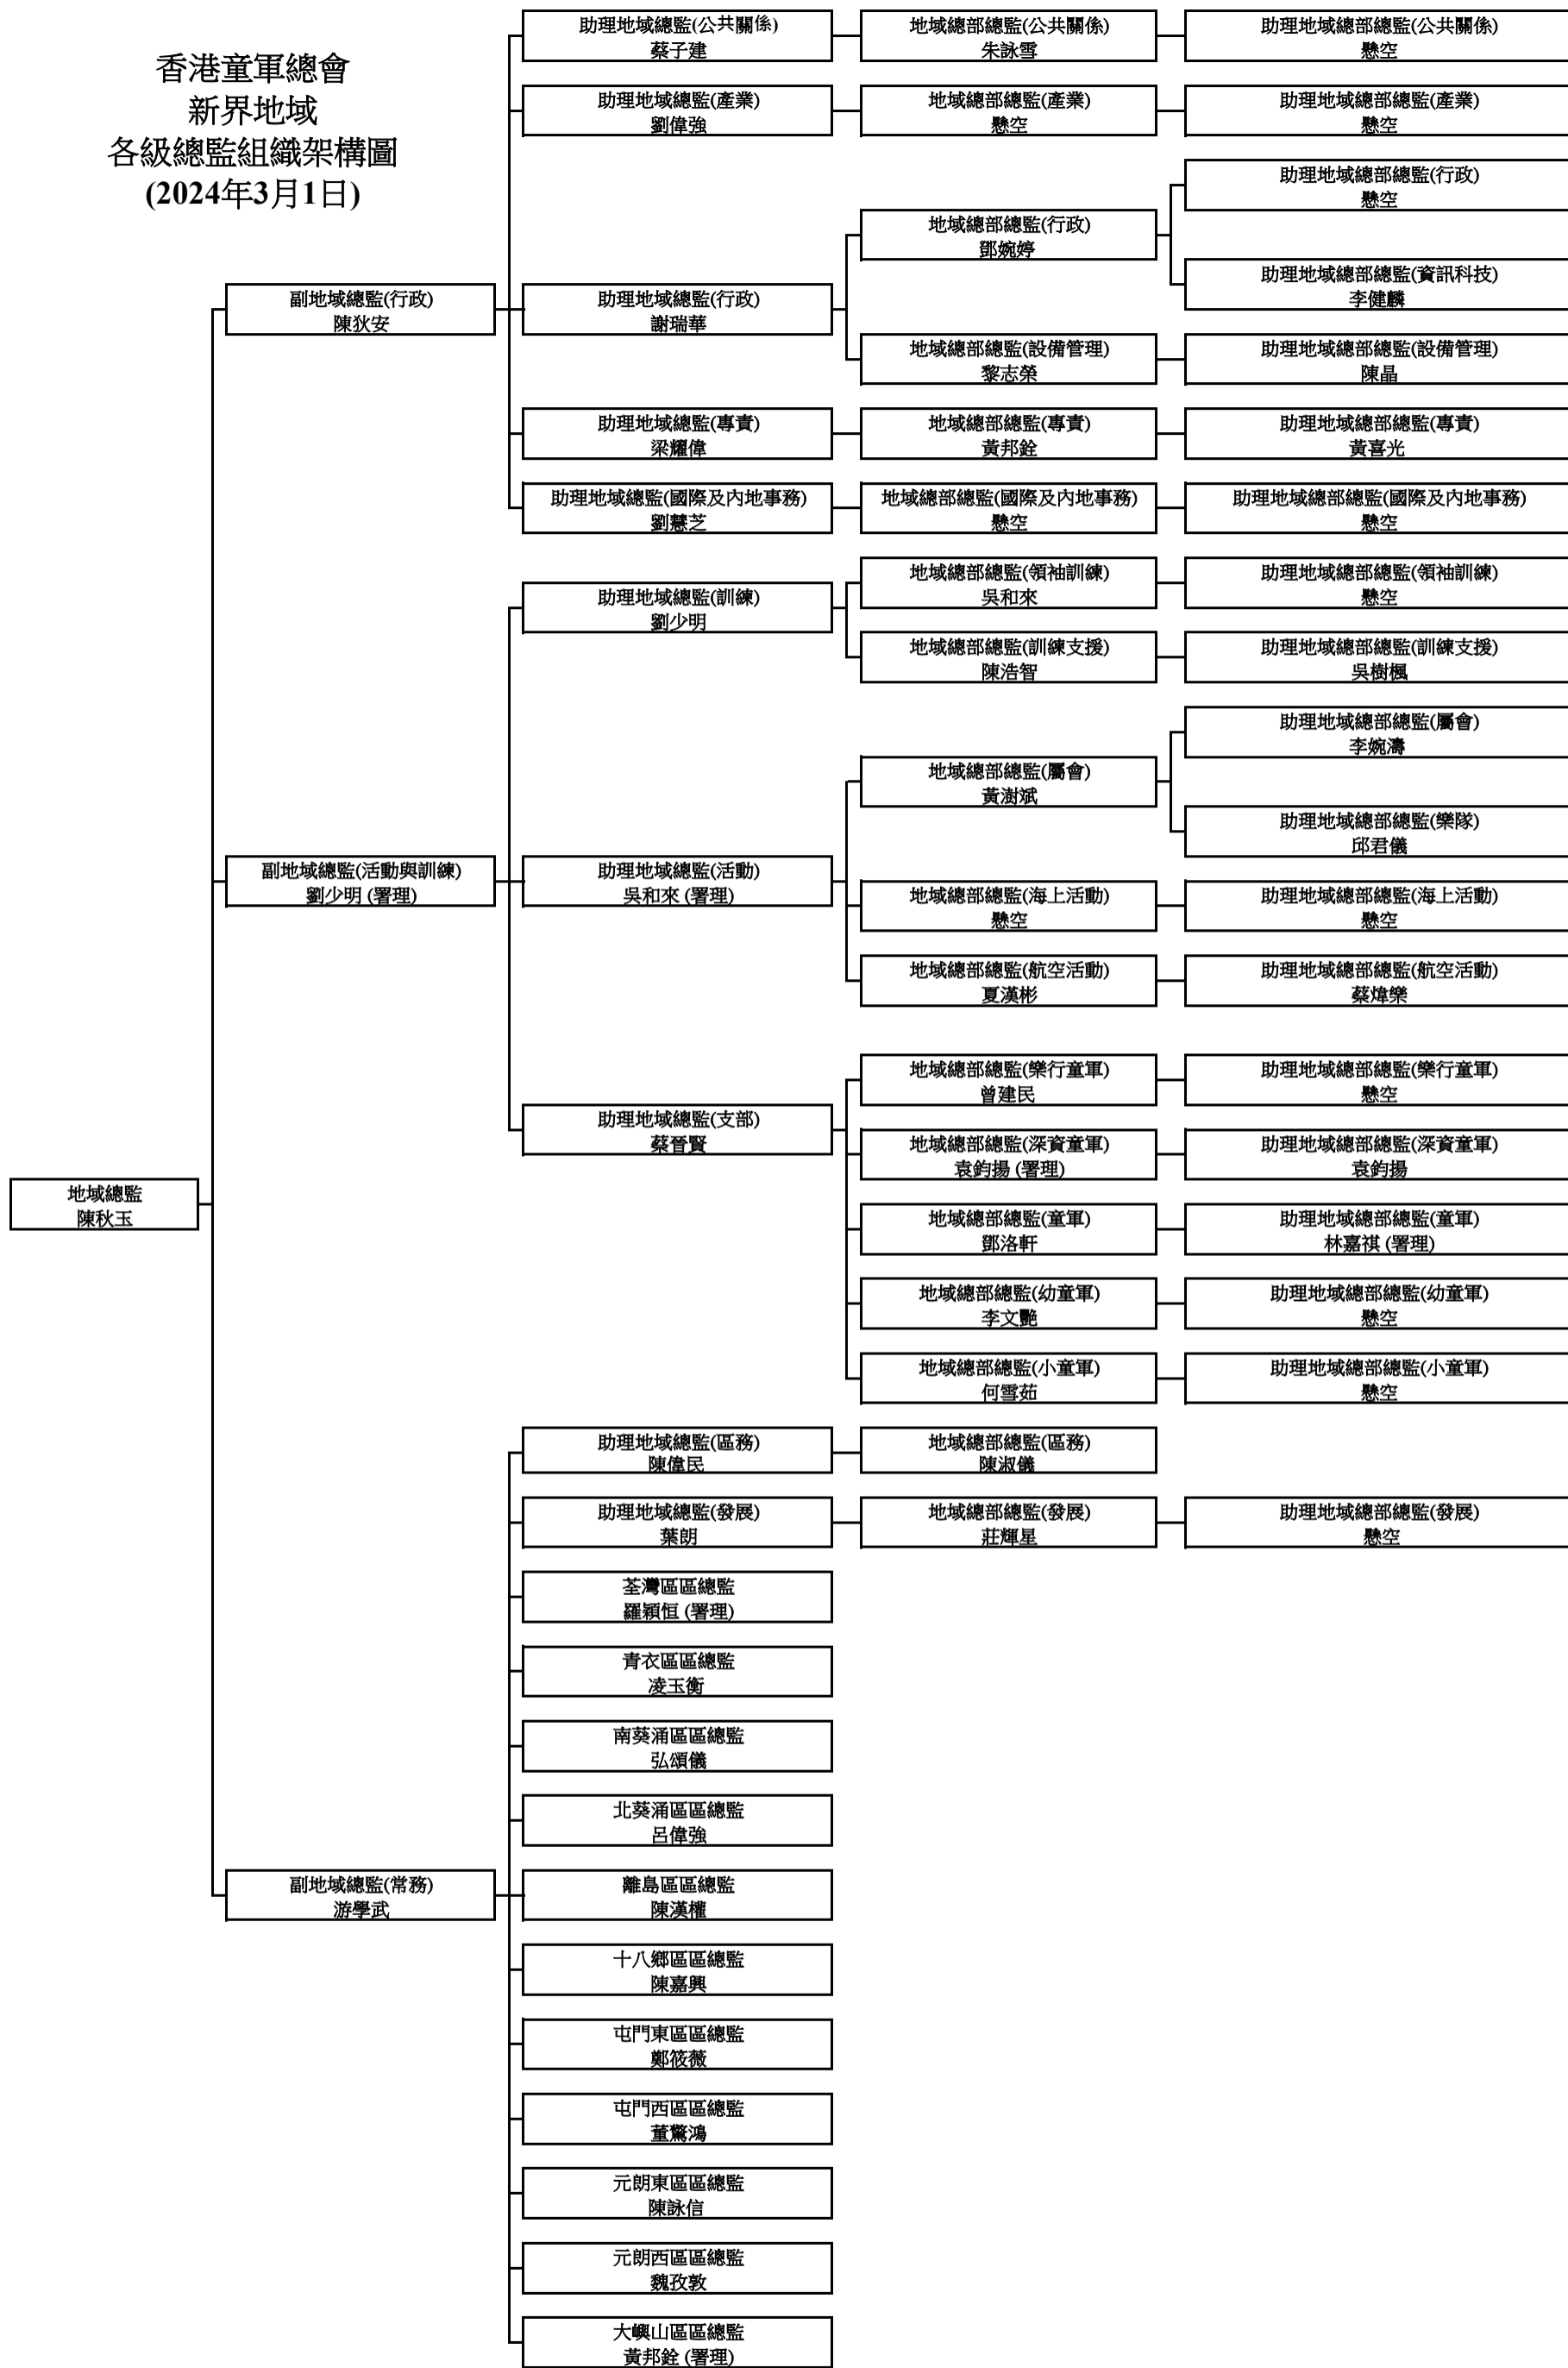 香港童軍總會
新界地域
各級總監組織架構圖
(2024年3月1日)
助理地域總監(公共關係)
蔡子建
地域總部總監(公共關係)
朱詠雪
助理地域總部總監(公共關係)
懸空
助理地域總監(產業)
劉偉強
地域總部總監(產業)
懸空
助理地域總部總監(產業)
懸空
助理地域總部總監(行政)
懸空
地域總部總監(行政)
鄧婉婷
助理地域總部總監(資訊科技)
李健麟
副地域總監(行政)
陳狄安
助理地域總監(行政)
謝瑞華
地域總部總監(設備管理)
黎志榮
助理地域總部總監(設備管理)
陳晶
助理地域總監(專責)
梁耀偉
地域總部總監(專責)
黃邦銓
助理地域總部總監(專責)
黃喜光
助理地域總監(國際及內地事務)
劉慧芝
地域總部總監(國際及內地事務)
懸空
助理地域總部總監(國際及內地事務)
懸空
助理地域總監(訓練)
劉少明
地域總部總監(領袖訓練)
吳和來
助理地域總部總監(領袖訓練)
懸空
地域總部總監(訓練支援)
陳浩智
助理地域總部總監(訓練支援)
吳樹楓
助理地域總部總監(屬會)
李婉濤
地域總部總監(屬會)
黃澍斌
助理地域總部總監(樂隊)
邱君儀
副地域總監(活動與訓練)
劉少明 (署理)
助理地域總監(活動)
吳和來 (署理)
地域總部總監(海上活動)
懸空
助理地域總部總監(海上活動)
懸空
地域總部總監(航空活動)
夏漢彬
助理地域總部總監(航空活動)
蔡煒樂
地域總部總監(樂行童軍)
曾建民
助理地域總部總監(樂行童軍)
懸空
助理地域總監(支部)
蔡晉賢
地域總部總監(深資童軍)
袁鈞揚 (署理)
助理地域總部總監(深資童軍)
袁鈞揚
地域總監
陳秋玉
地域總部總監(童軍)
鄧洛軒
助理地域總部總監(童軍)
林嘉祺 (署理)
地域總部總監(幼童軍)
李文艷
助理地域總部總監(幼童軍)
懸空
地域總部總監(小童軍)
何雪茹
助理地域總部總監(小童軍)
懸空
助理地域總監(區務)
陳偉民
地域總部總監(區務)
陳淑儀
助理地域總監(發展)
葉朗
地域總部總監(發展)
莊輝星
助理地域總部總監(發展)
懸空
荃灣區區總監
羅穎恒 (署理)
青衣區區總監
凌玉衡
南葵涌區區總監
弘頌儀
北葵涌區區總監
呂偉強
副地域總監(常務)
游學武
離島區區總監
陳漢權
十八鄉區區總監
陳嘉興
屯門東區區總監
鄭筱薇
屯門西區區總監
董驚鴻
元朗東區區總監
陳詠信
元朗西區區總監
魏孜敦
大嶼山區區總監
黃邦銓 (署理)